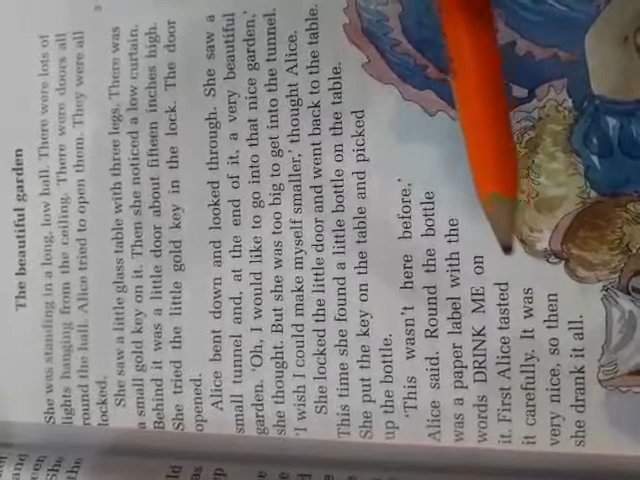 The beautiful garden
She was standing in a long, low hall. There were lots of
lights hanging from the ceiling. There were doors all
round the hall. Alice tried to open them. They were all
locked.
She saw a little glass table with three legs. There was
a small gold key on it. Then she noticed a low curtain.
Behind it was a little door about fifteen inches high.
She tried the little gold key in the lock. The door
opened.
Alice bent down and looked through. She saw a
small tunnel and, at the end of it, a very beautiful
garden. 'Oh, I would like to go into that nice garden,'
she thought. But she was too big to get into the tunnel.
'I wish I could make myself smaller,' thought Alice.
She locked the little door and went back to the table.
This time she found a little bottle on the table.
She put the key on the table and picked
up the bottle.
'This wasn't here before,'
Alice said. Round the bottle
was a paper label with the
words DRINK ME on
it. First Alice tasted
it carefully. It was
very nice, so then
she drank it all.